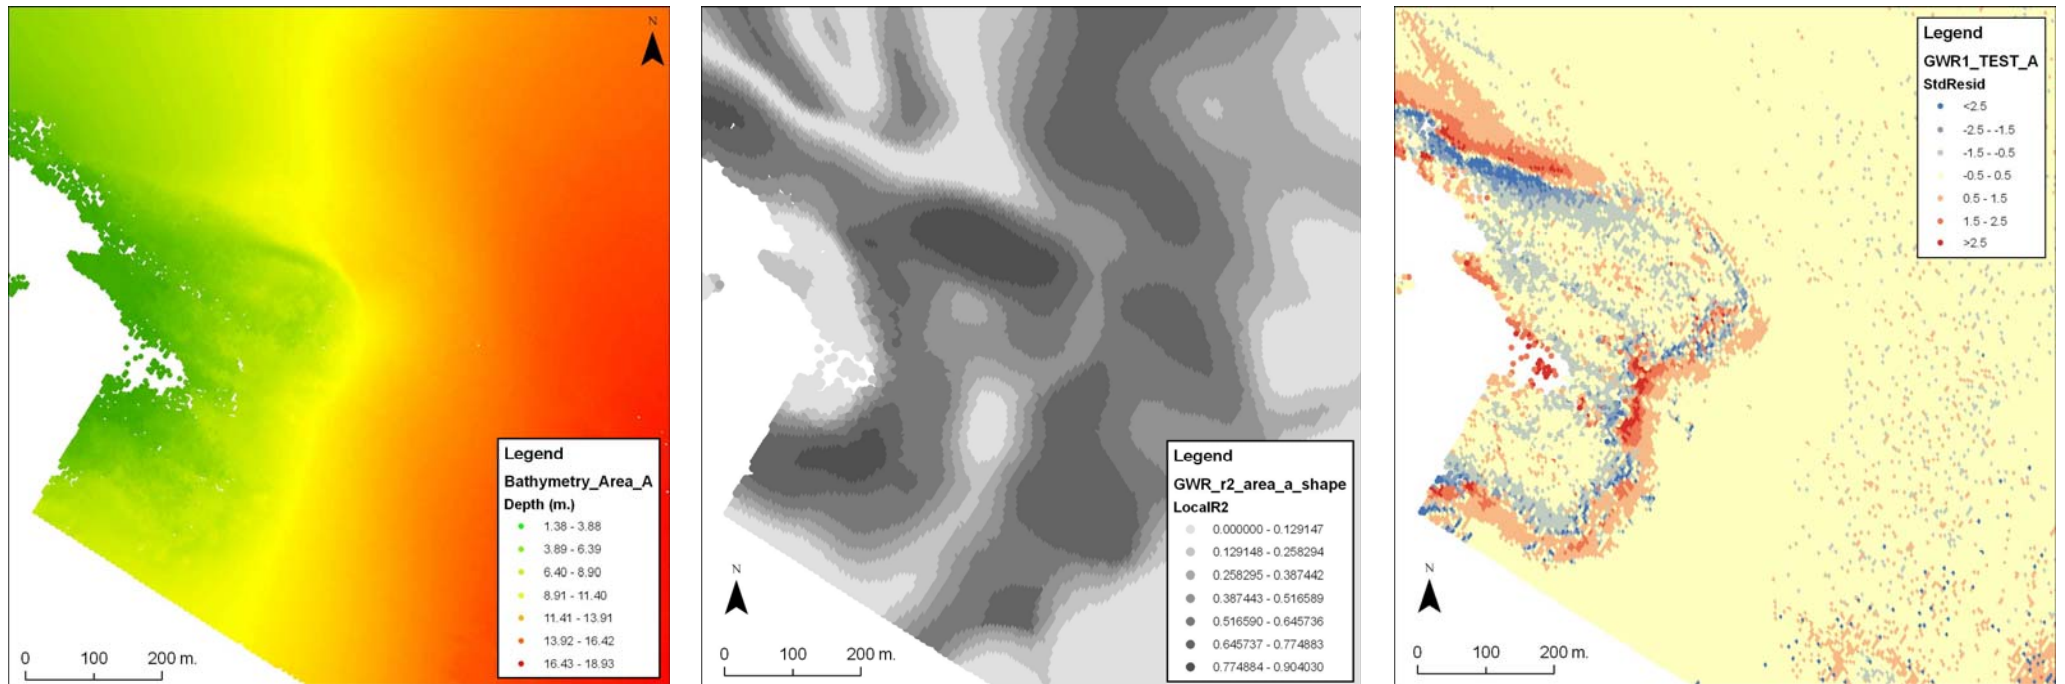 N
Legend
Bathymetry_Area_A
Depth (m.)
1.38 - 3.88
3.89 - 6.39
6.40 - 8.90
8.91 - 11.40
11.41 - 13.91
13.92 - 16.42
16.43 - 18.93
0 100 200 m.
Legend
GWR_r2_area_a_shape
LocalR2
0.000000 - 0.129147
0.129148 - 0.258294
0.258295 - 0.387442
0.387443 - 0.516589
0.516590 - 0.645736
0.645737 - 0.774883
0.774884 - 0.904030
N
0 100 200 m.
Legend
GWR1_TEST_A
StdResid
<2.5
-2.5 - -1.5
-1.5 - -0.5
-0.5 - 0.5
0.5 - 1.5
1.5 - 2.5
>2.5
N
0 100 200 m.